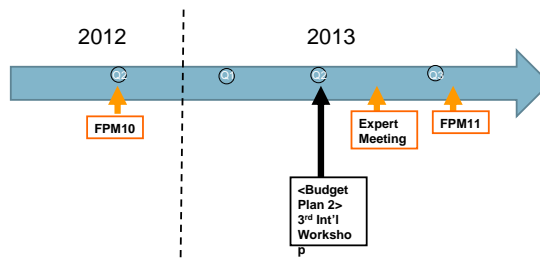 2012
2013
Q2
Q1
Q2
Q3
FPM10
Expert
Meeting
FPM11
<Budget
Plan 2>
3rd Int'l
Worksho
p